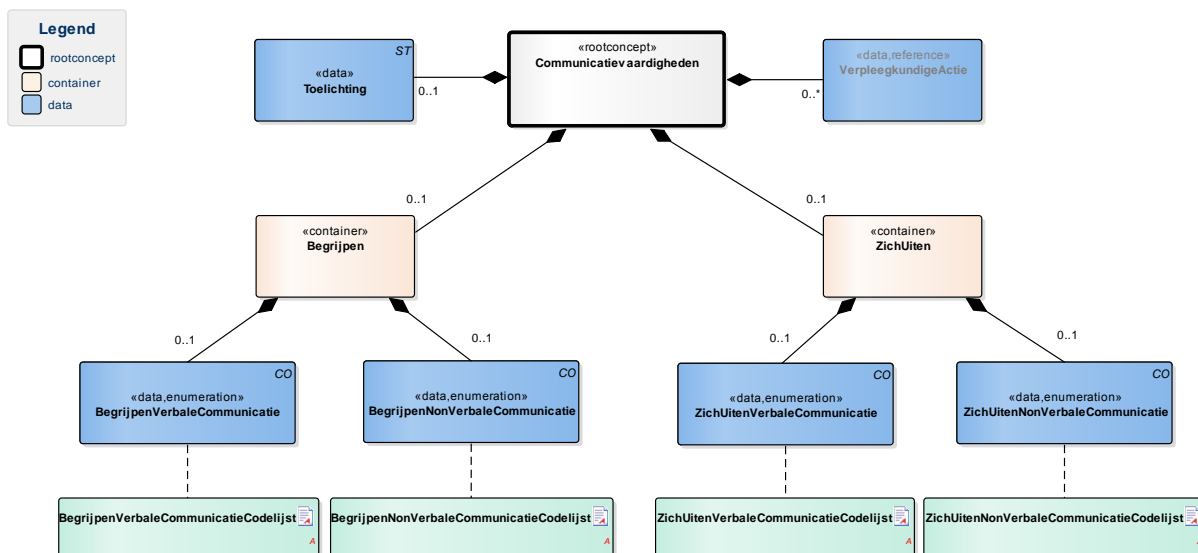 Legend
rootconcept
container
data
ST
«data»
Toelichting
0..1
«rootconcept»
Communicatievaardigheden
«data,reference»
VerpleegkundigeActie
0..*
0..1
0..1
«container»
Begrijpen
«container»
ZichUiten
0..1
0..1
0..1
0..1
CO
«data,enumeration»
BegrijpenVerbaleCommunicatie
CO
«data,enumeration»
BegrijpenNonVerbaleCommunicatie
CO
«data,enumeration»
ZichUitenVerbaleCommunicatie
CO
«data,enumeration»
ZichUitenNonVerbaleCommunicatie
BegrijpenVerbaleCommunicatieCodelijst
A
BegrijpenNonVerbaleCommunicatieCodelijst
A
ZichUitenVerbaleCommunicatieCodelijst
A
ZichUitenNonVerbaleCommunicatieCodelijst
A